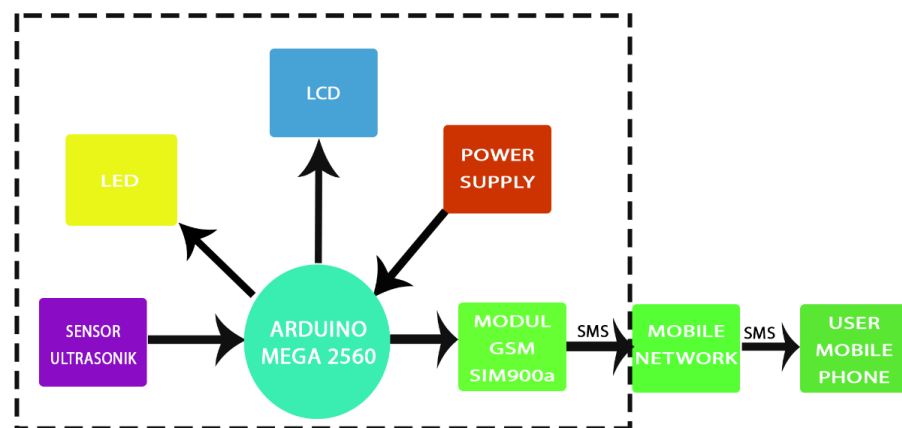 LCD
POWER
SUPPLY
LED
SENSOR
ULTRASONIK
ARDUINO
MEGA 2560
MODUL
GSM
SIM900a
SMS
MOBILE
NETWORK
SMS
USER
MOBILE
PHONE